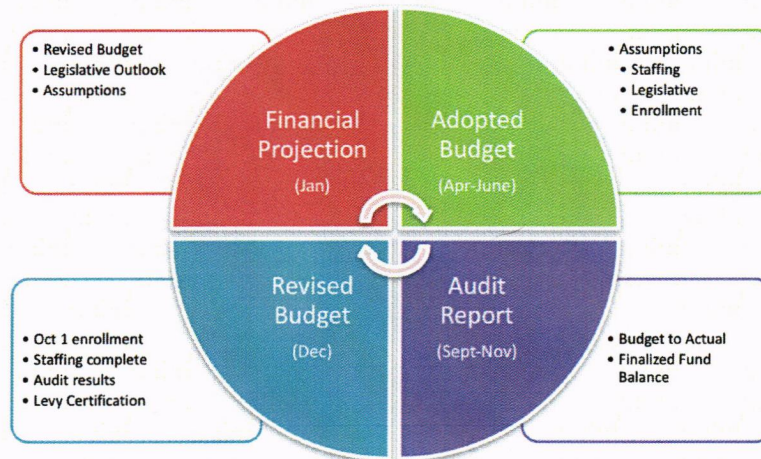 • Revised Budget
• Legislative Outlook
• Assumptions
Financial
Projection
(Jan)
Adopted
Budget
(Apr-June)
• Assumptions
• Staffing
• Legislative
• Enrollment
• Oct 1 enrollment
• Staffing complete
• Audit results
• Levy Certification
Revised
Budget
(Dec)
Audit
Report
(Sept-Nov)
• Budget to Actual
• Finalized Fund
Balance